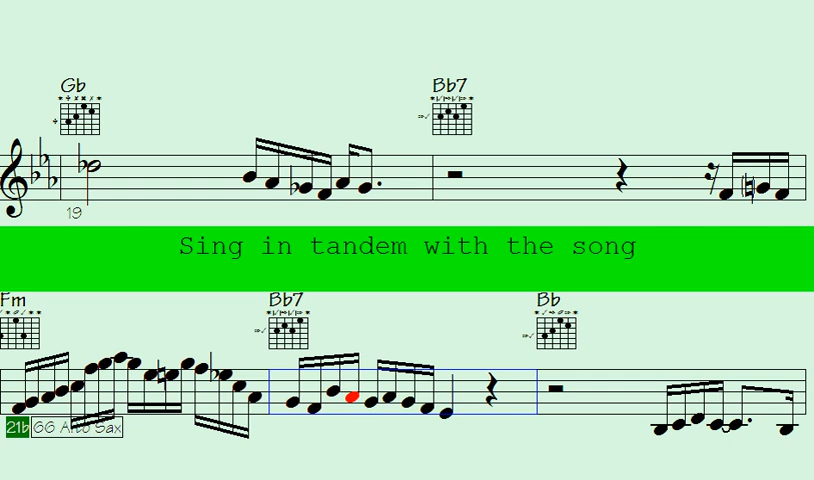 Gb Bb7
19
Sing in tandem with the song
Fm Bb7 Bb
21b 66 Alto Sax